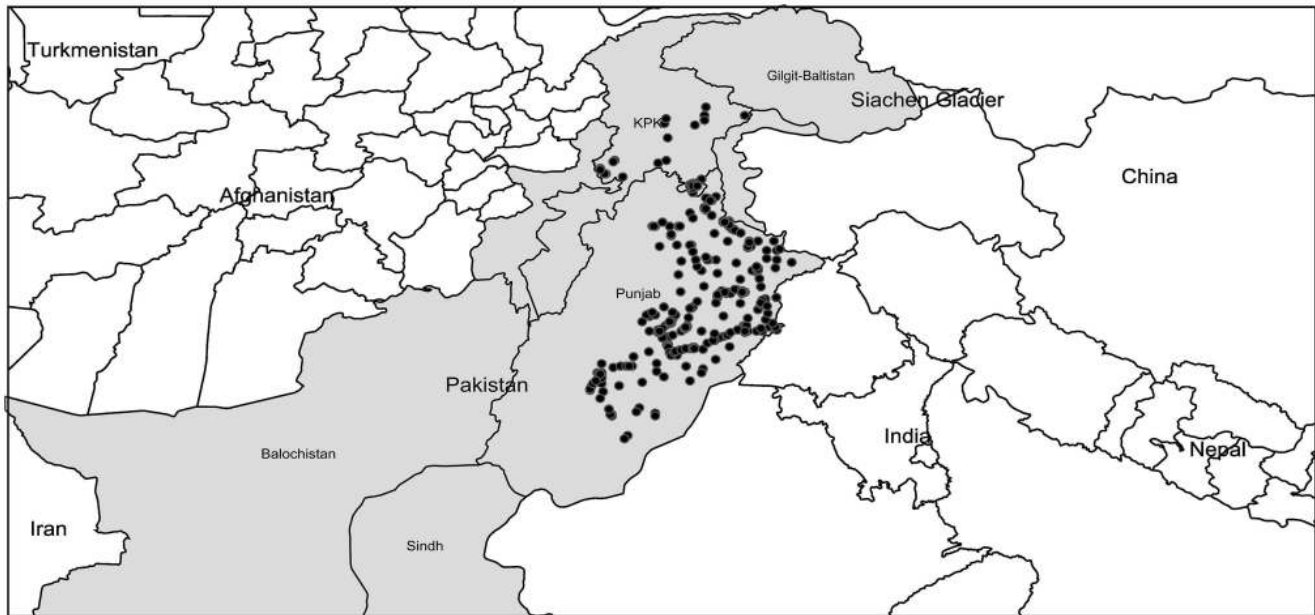 Turkmenistan
Gilgit-Baltistan
Siachen Glacier
KPK
China
Afghanistan
Punjab
Pakistan
India
Balochistan
Nepal
Iran
Sindh